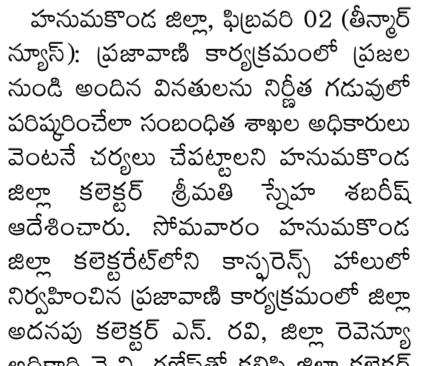 హనుమకొండ జిల్లా, ఫిబ్రవరి 02 (తీన్మార్
న్యూస్): ప్రజావాణి కార్యక్రమంలో ప్రజల
నుండి అందిన వినతులను నిర్ణీత గడువులో
పరిష్కరించేలా సంబంధిత శాఖల అధికారులు
వెంటనే చర్యలు చేపట్టాలని హనుమకొండ
జిల్లా కలెక్టర్ శ్రీమతి స్నేహ శబరీష్
ఆదేశించారు. సోమవారం హనుమకొండ
జిల్లా కలెక్టరేట్‌లోని కాన్ఫరెన్స్ హాలులో
నిర్వహించిన ప్రజావాణి కార్యక్రమంలో జిల్లా
అదనపు కలెక్టర్ ఎన్. రవి, జిల్లా రెవెన్యూ